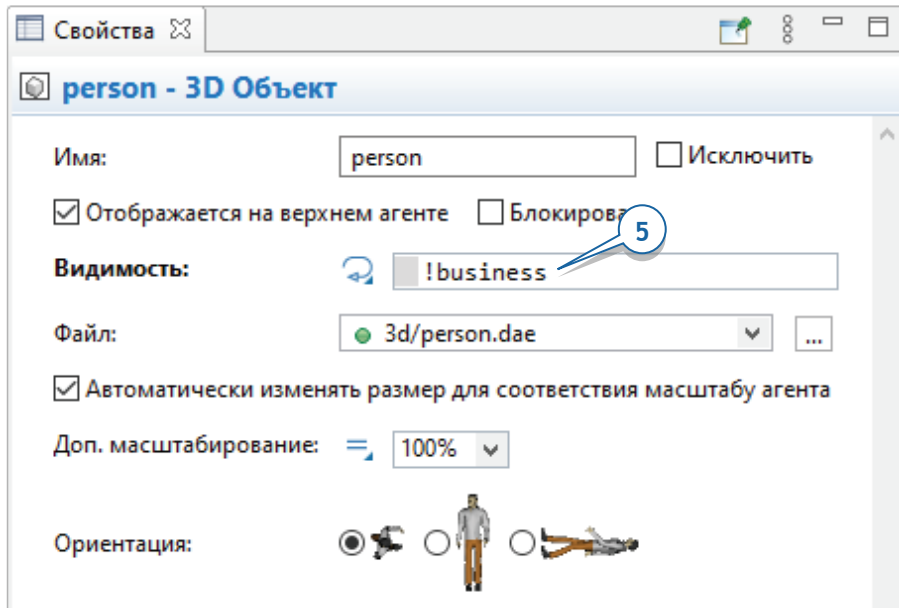 Свойства
person - 3D Объект
Имя: person Исключить
Отображается на верхнем агенте
5
Видимость: !business
Файл: 3d/person.dae ...
Автоматически изменять размер для соответствия масштабу агента
Доп. масштабирование: 100%
Ориентация: